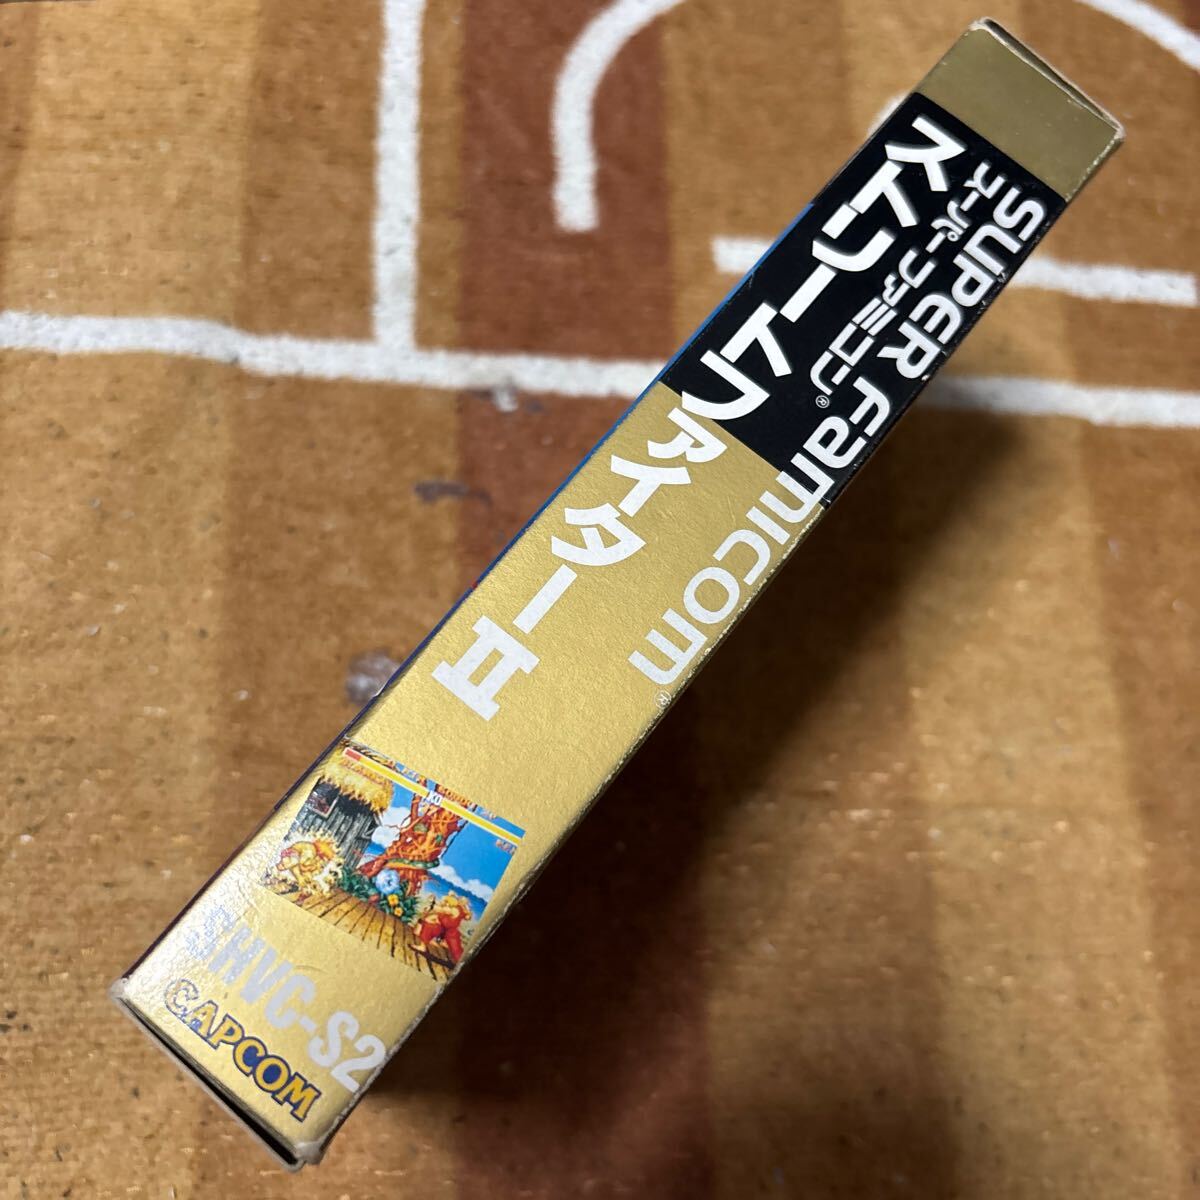 SUPER Famicom®
スーパーファミコン®
ストリートファイターII
KO
SHVC-S2
CAPCOM